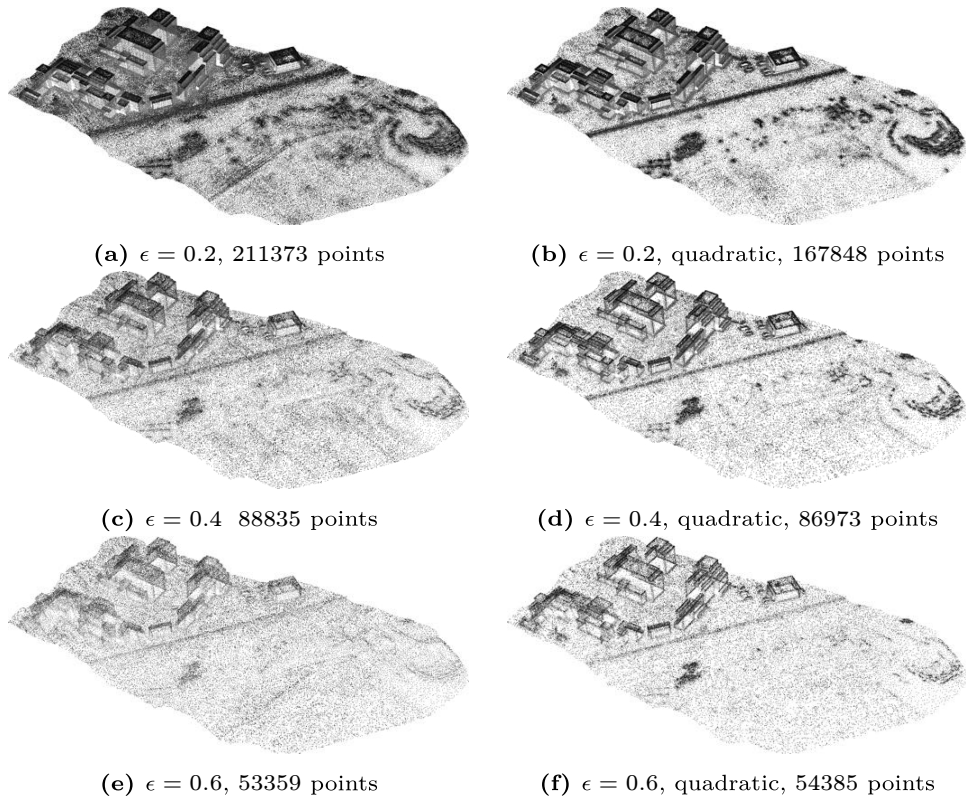 (a) ϵ = 0.2, 211373 points
(b) ϵ = 0.2, quadratic, 167848 points
(c) ϵ = 0.4 88835 points
(d) ϵ = 0.4, quadratic, 86973 points
(e) ϵ = 0.6, 53359 points
(f) ϵ = 0.6, quadratic, 54385 points